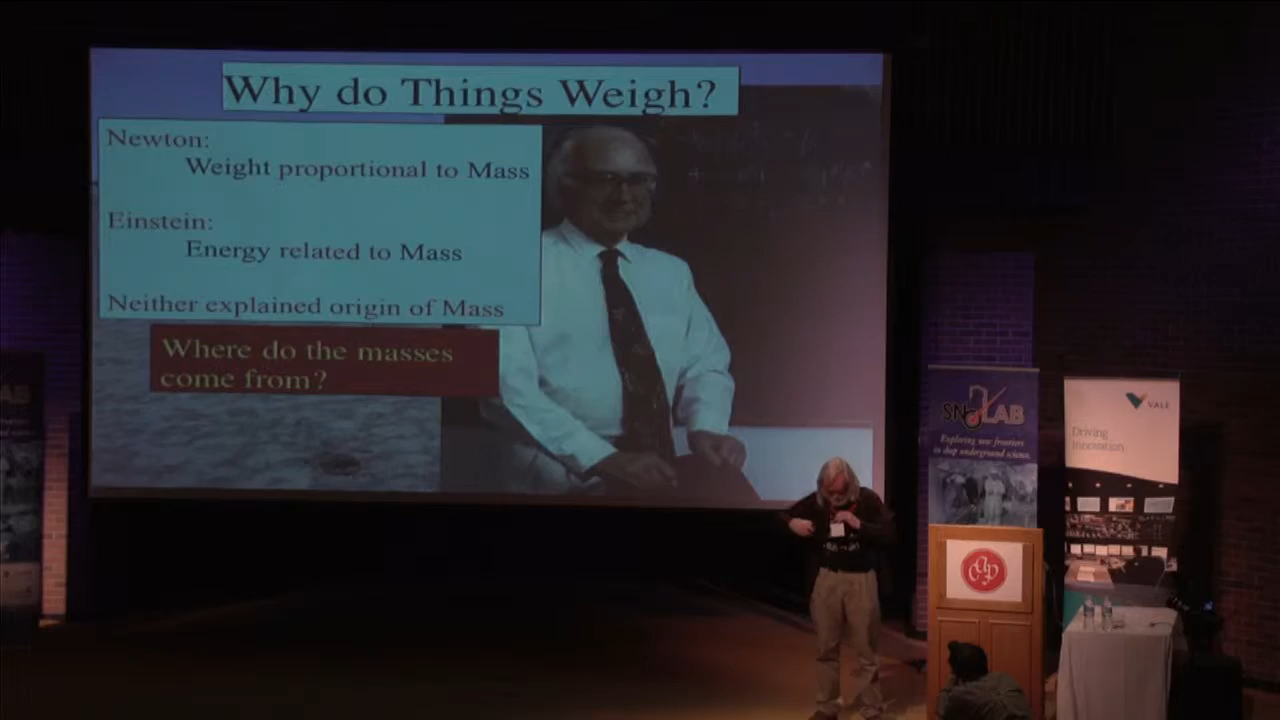 Why do Things Weigh?
Newton:
Weight proportional to Mass
Einstein:
Energy related to Mass
Neither explained origin of Mass
Where do the masses
come from?
SNOLAB
Exploring new frontiers
in deep underground science.
VALE
Driving
Innovation
cap